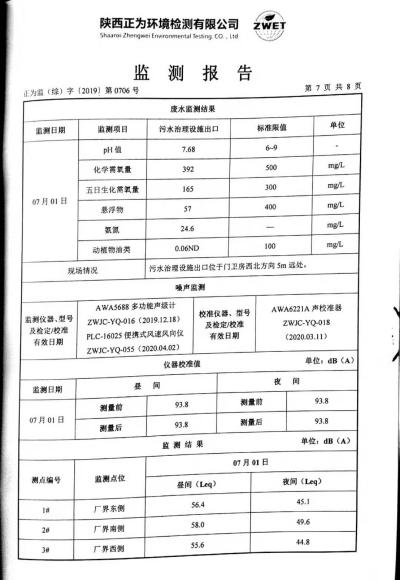 陕西正为环境检测有限公司
Shaanxi Zhengwei Environmental Testing. CO., Ltd
ZWET
监测报告
正为监（综）字〔2019〕第0706号 第 7 页 共 8 页
废水监测结果
监测日期 监测项目 污水治理设施出口 标准限值 单位
07月01日
pH值 7.68 6~9 -
化学需氧量 392 500 mg/L
五日生化需氧量 165 300 mg/L
悬浮物 57 400 mg/L
氨氮 24.6 — mg/L
动植物油类 0.06ND 100 mg/L
现场情况 污水治理设施出口位于门卫房西北方向5m远处。
噪声监测
监测仪器、型号及检定/校准有效日期
AWA5688 多功能声级计
ZWJC-YQ-016（2019.12.18）
PLC-16025 便携式风速风向仪
ZWJC-YQ-055（2020.04.02）
校准仪器、型号及检定/校准有效日期
AWA6221A 声校准器
ZWJC-YQ-018
（2020.03.11）
仪器校准值 单位：dB（A）
监测日期 昼 间 夜 间
07月01日
测量前 93.8 测量前 93.8
测量后 93.8 测量后 93.8
监 测 结 果 单位：dB（A）
测点编号 监测点位 07月01日
昼间（Leq） 夜间（Leq）
1# 厂界东侧 56.4 45.1
2# 厂界南侧 58.0 49.6
3# 厂界西侧 55.6 44.8